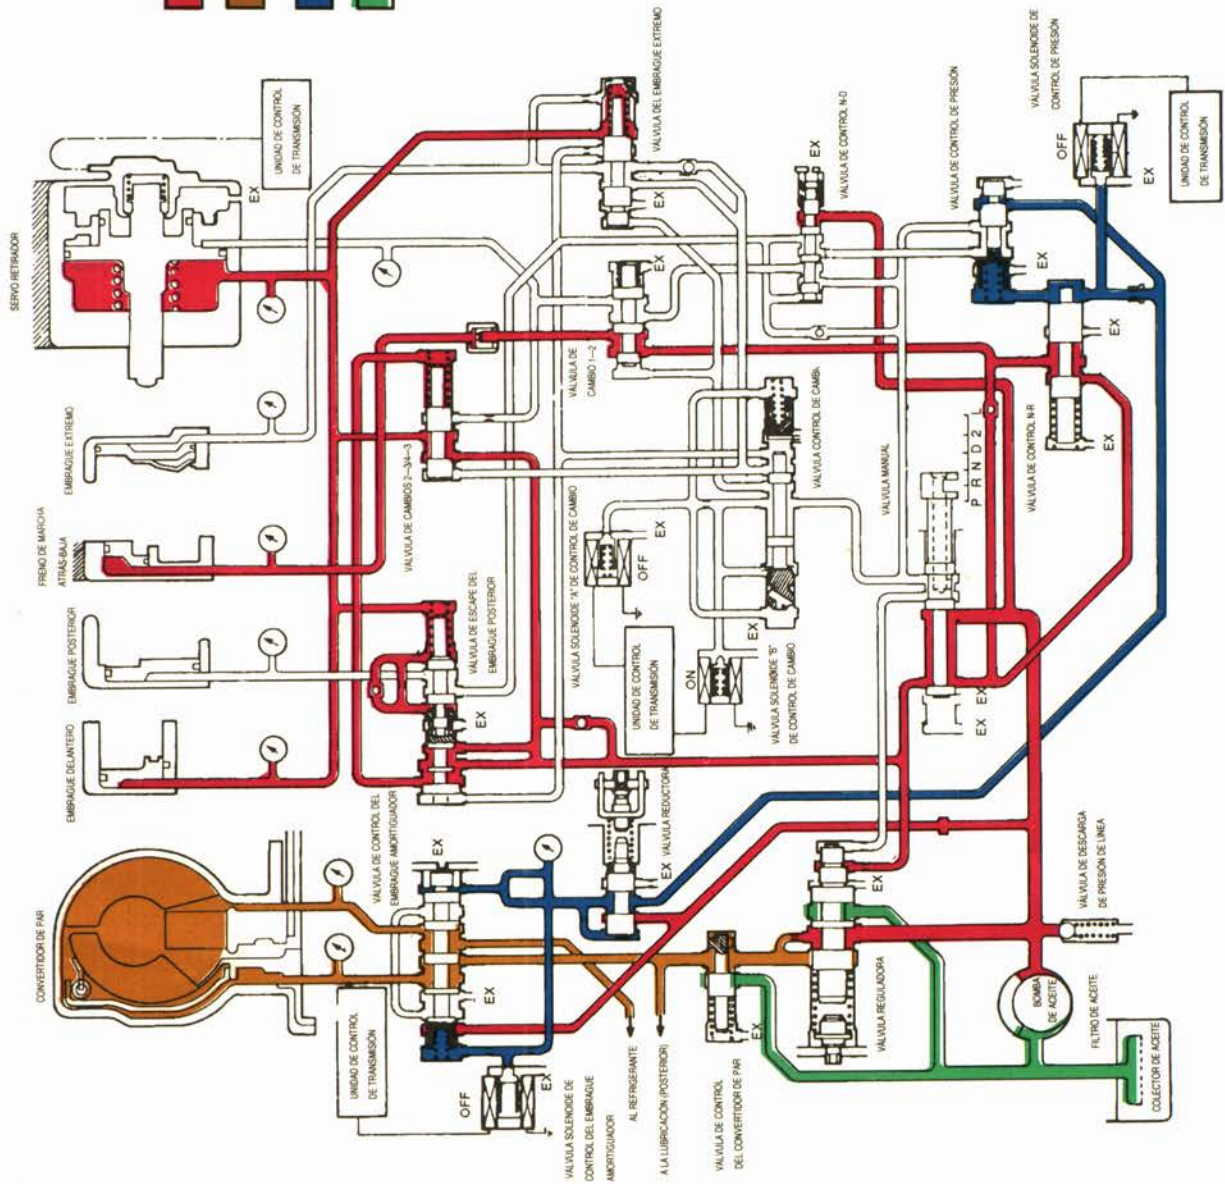 SERVO RETIRADOR
UNIDAD DE CONTROL
DE TRANSMISIÓN
EX
EMBRAGUE EXTREMO
FRENO DE MARCHA
ATRÁS-BAJA
EMBRAGUE POSTERIOR
EMBRAGUE DELANTERO
CONVERTIDOR DE PAR
VÁLVULA DEL EMBRAGUE EXTREMO
EX
VÁLVULA DE CAMBIOS 2–3/4–3
VÁLVULA DE
CAMBIO 1–2
EX
VÁLVULA DE ESCAPE DEL
EMBRAGUE POSTERIOR
EX
VÁLVULA DE CONTROL DEL
EMBRAGUE AMORTIGUADOR
EX
EX
UNIDAD DE CONTROL
DE TRANSMISIÓN
OFF
EX
VÁLVULA SOLENOIDE DE
CONTROL DEL EMBRAGUE
AMORTIGUADOR
AL REFRIGERANTE
A LA LUBRICACIÓN (POSTERIOR)
VÁLVULA REDUCTORA
EX
VÁLVULA SOLENOIDE "A" DE CONTROL DE CAMBIO
OFF
EX
UNIDAD DE CONTROL
DE TRANSMISIÓN
ON
EX
VÁLVULA SOLENOIDE "B"
DE CONTROL DE CAMBIO
VÁLVULA CONTROL DE CAMBI
VÁLVULA DE CONTROL N-D
EX
VÁLVULA DE CONTROL DE PRESIÓN
EX
VÁLVULA SOLENOIDE DE
CONTROL DE PRESIÓN
OFF
EX
UNIDAD DE CONTROL
DE TRANSMISIÓN
VÁLVULA MANUAL
P R N D 2 L
EX
EX
EX
VÁLVULA DE CONTROL N-R
EX
EX
VÁLVULA DE CONTROL
DEL CONVERTIDOR DE PAR
EX
VÁLVULA REGULADORA
EX
VÁLVULA DE DESCARGA
DE PRESIÓN DE LÍNEA
BOMBA
DE ACEITE
FILTRO DE ACEITE
COLECTOR DE ACEITE